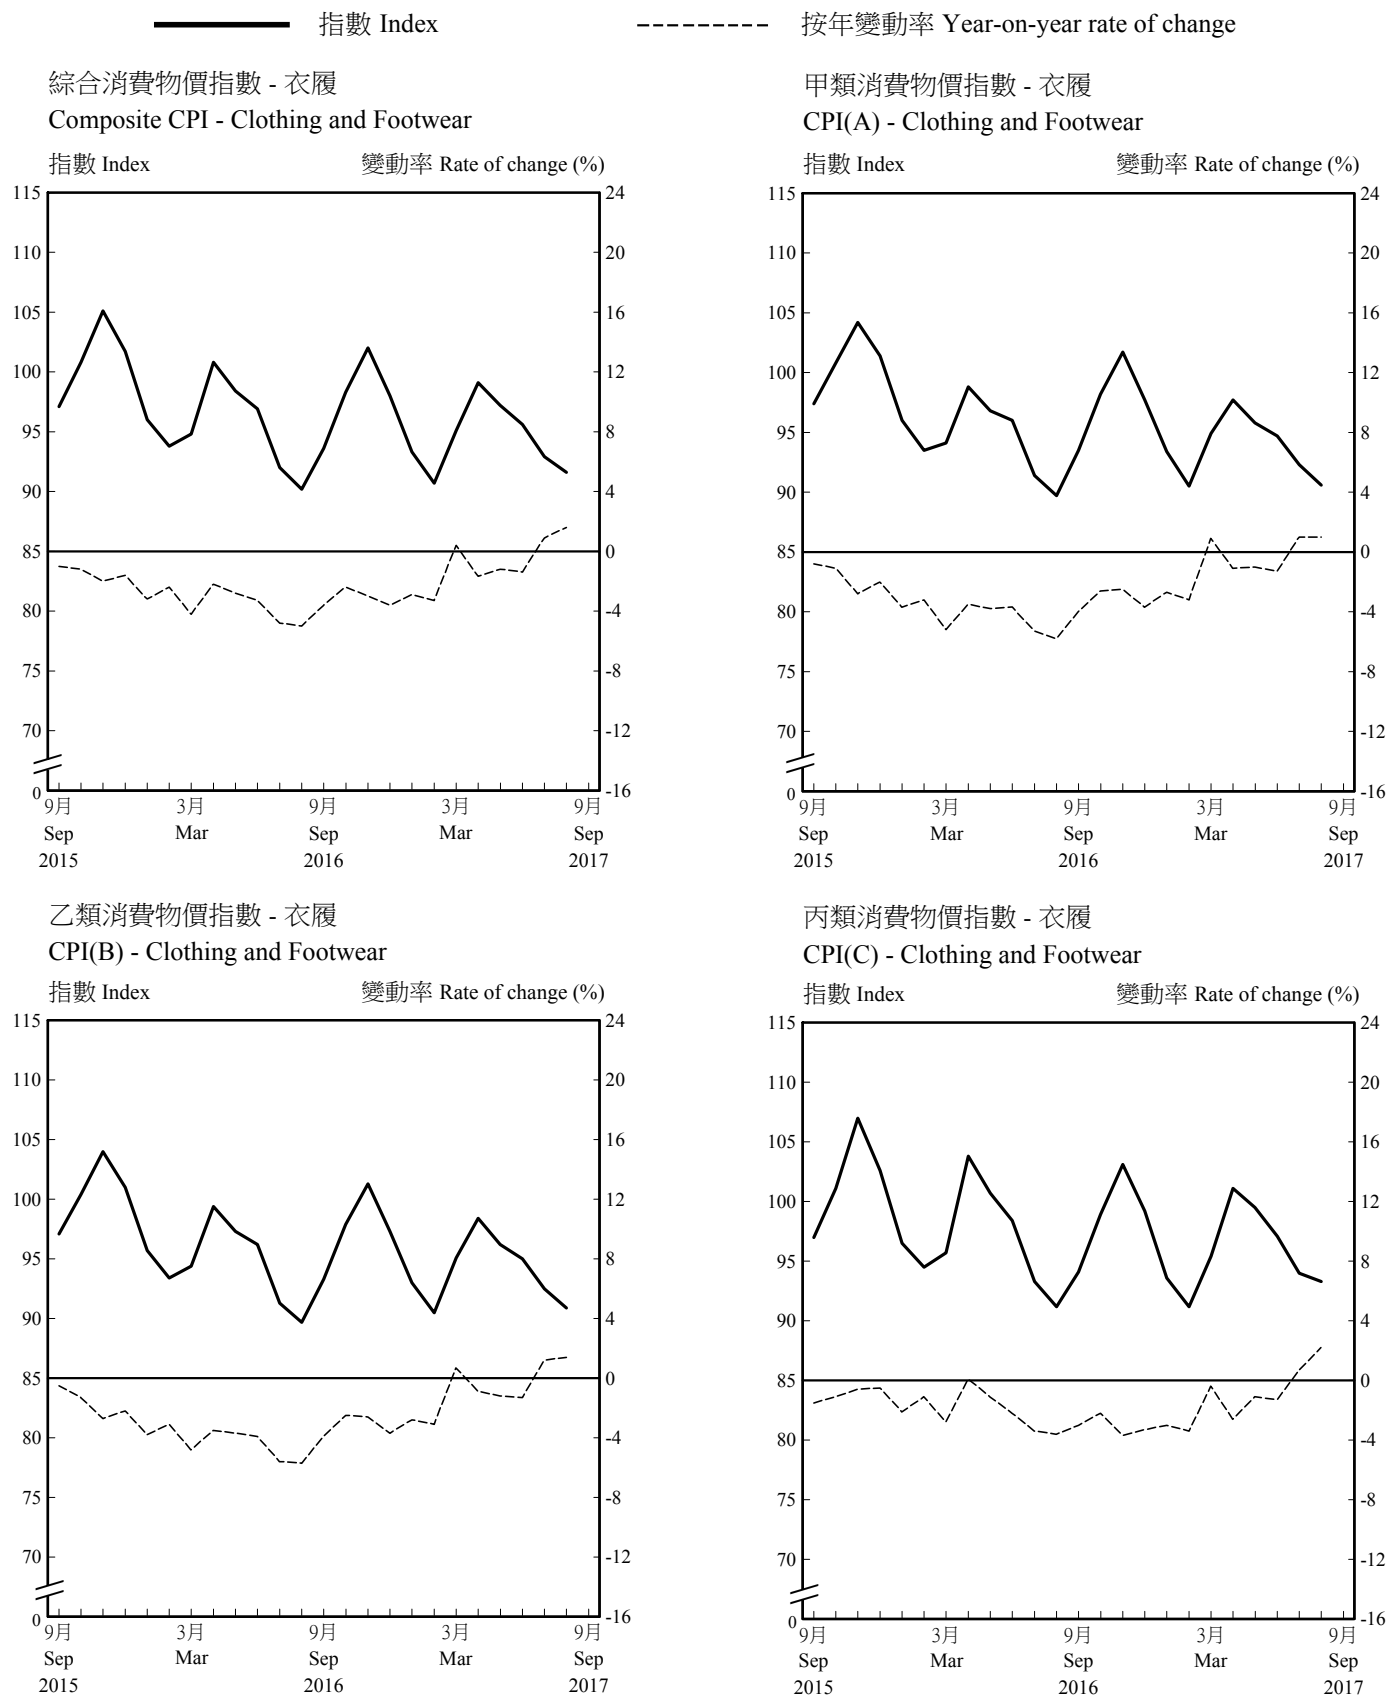 指數 Index
按年變動率 Year-on-year rate of change
綜合消費物價指數 - 衣履
Composite CPI - Clothing and Footwear
指數 Index
變動率 Rate of change (%)
115
110
105
100
95
90
85
80
75
70
0
24
20
16
12
8
4
0
-4
-8
-12
-16
9月 3月 9月 3月 9月
Sep Mar Sep Mar Sep
2015 2016 2017
甲類消費物價指數 - 衣履
CPI(A) - Clothing and Footwear
指數 Index
變動率 Rate of change (%)
115
110
105
100
95
90
85
80
75
70
0
24
20
16
12
8
4
0
-4
-8
-12
-16
9月 3月 9月 3月 9月
Sep Mar Sep Mar Sep
2015 2016 2017
乙類消費物價指數 - 衣履
CPI(B) - Clothing and Footwear
指數 Index
變動率 Rate of change (%)
115
110
105
100
95
90
85
80
75
70
0
24
20
16
12
8
4
0
-4
-8
-12
-16
9月 3月 9月 3月 9月
Sep Mar Sep Mar Sep
2015 2016 2017
丙類消費物價指數 - 衣履
CPI(C) - Clothing and Footwear
指數 Index
變動率 Rate of change (%)
115
110
105
100
95
90
85
80
75
70
0
24
20
16
12
8
4
0
-4
-8
-12
-16
9月 3月 9月 3月 9月
Sep Mar Sep Mar Sep
2015 2016 2017